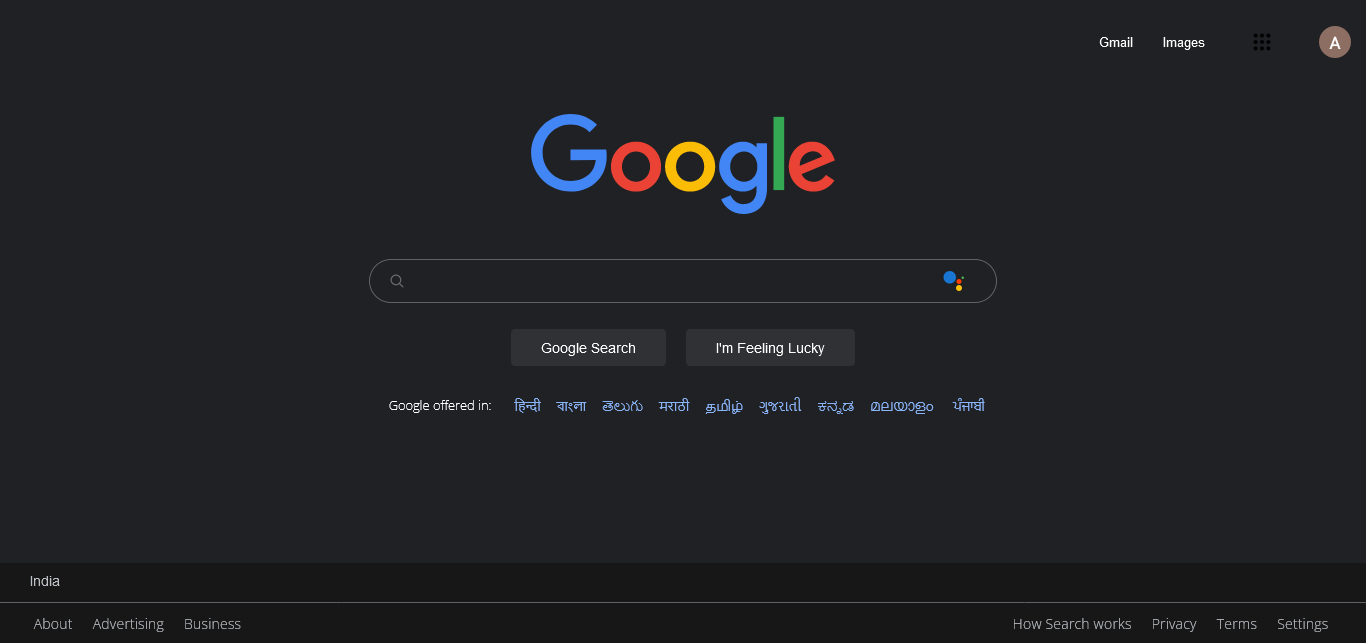 Gmail Images A
Google
Google Search I'm Feeling Lucky
Google offered in: हिन्दी বাংলা తెలుగు मराठी தமிழ் ગુજરાતી ಕನ್ನಡ മലയാളം ਪੰਜਾਬੀ
India
About Advertising Business How Search works Privacy Terms Settings